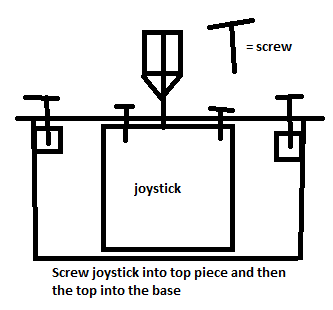 = screw
joystick
Screw joystick into top piece and then
the top into the base